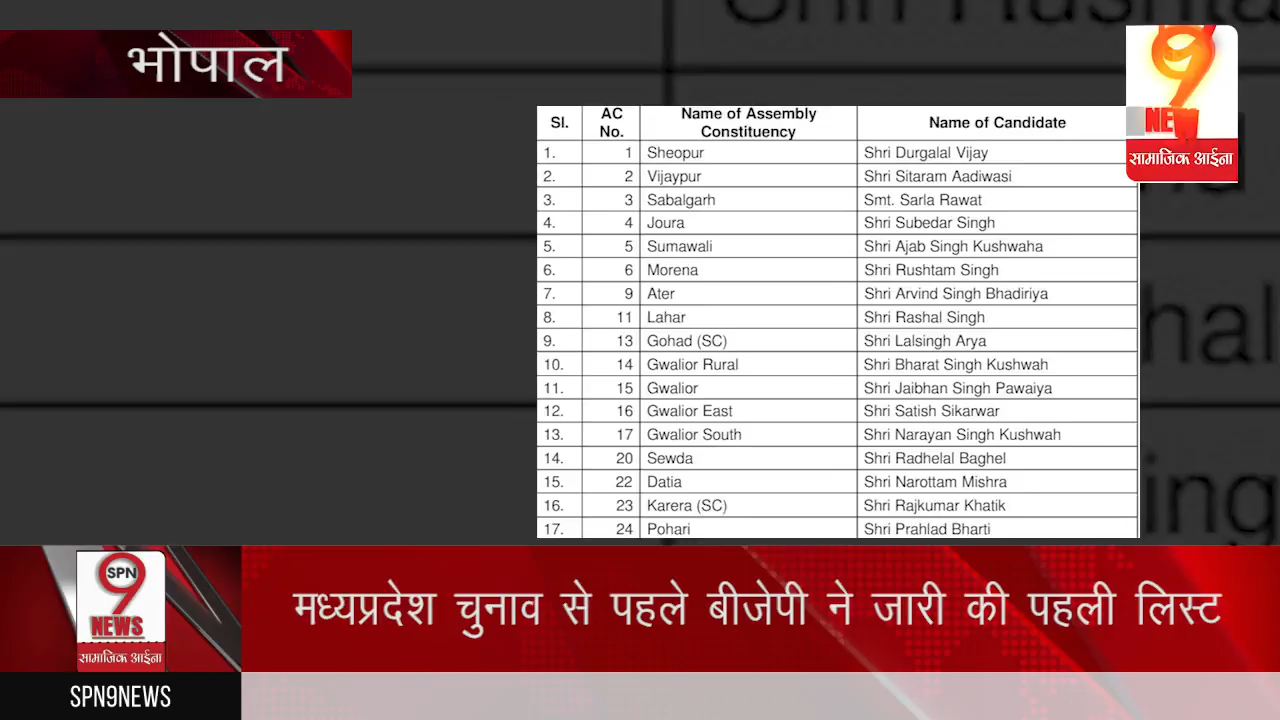 भोपाल
9
NEW
सामाजिक आईना
Sl. AC No. Name of Assembly Constituency Name of Candidate
1. 1 Sheopur Shri Durgalal Vijay
2. 2 Vijaypur Shri Sitaram Aadiwasi
3. 3 Sabalgarh Smt. Sarla Rawat
4. 4 Joura Shri Subedar Singh
5. 5 Sumawali Shri Ajab Singh Kushwaha
6. 6 Morena Shri Rushtam Singh
7. 9 Ater Shri Arvind Singh Bhadiriya
8. 11 Lahar Shri Rashal Singh
9. 13 Gohad (SC) Shri Lalsingh Arya
10. 14 Gwalior Rural Shri Bharat Singh Kushwah
11. 15 Gwalior Shri Jaibhan Singh Pawaiya
12. 16 Gwalior East Shri Satish Sikarwar
13. 17 Gwalior South Shri Narayan Singh Kushwah
14. 20 Sewda Shri Radhelal Baghel
15. 22 Datia Shri Narottam Mishra
16. 23 Karera (SC) Shri Rajkumar Khatik
17. 24 Pohari Shri Prahlad Bharti
SPN
9
NEWS
सामाजिक आईना
मध्यप्रदेश चुनाव से पहले बीजेपी ने जारी की पहली लिस्ट
SPN9NEWS